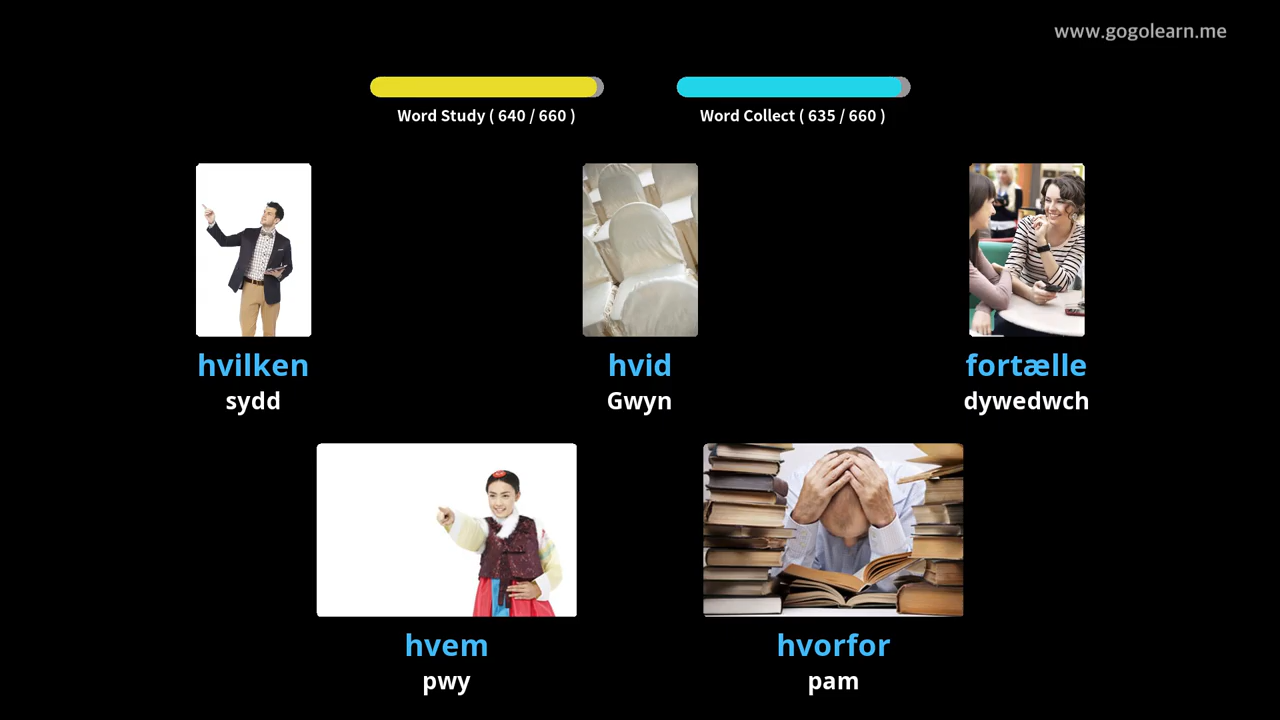 www.gogolearn.me
Word Study ( 640 / 660 )
Word Collect ( 635 / 660 )
hvilken
sydd
hvid
Gwyn
fortælle
dywedwch
hvem
pwy
hvorfor
pam